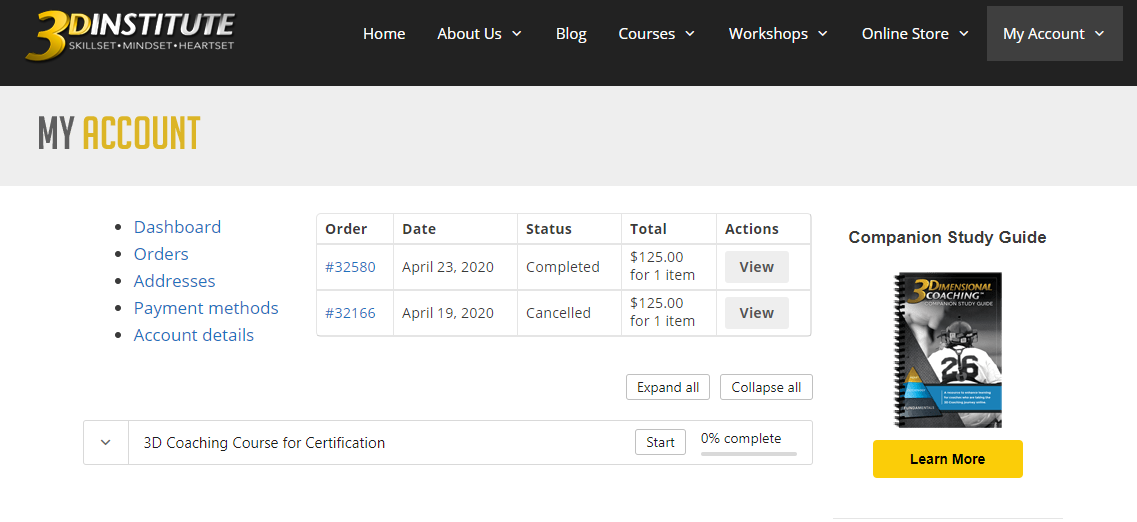 3DINSTITUTE
SKILLSET•MINDSET•HEARTSET
Home About Us Blog Courses Workshops Online Store My Account
MY ACCOUNT
Dashboard
Orders
Addresses
Payment methods
Account details
Order Date Status Total Actions
#32580 April 23, 2020 Completed $125.00 for 1 item View
#32166 April 19, 2020 Cancelled $125.00 for 1 item View
Expand all Collapse all
3D Coaching Course for Certification Start 0% complete
Companion Study Guide
3DIMENSIONAL
COACHING™
COMPANION STUDY GUIDE
26
FUNDAMENTALS
Learn More